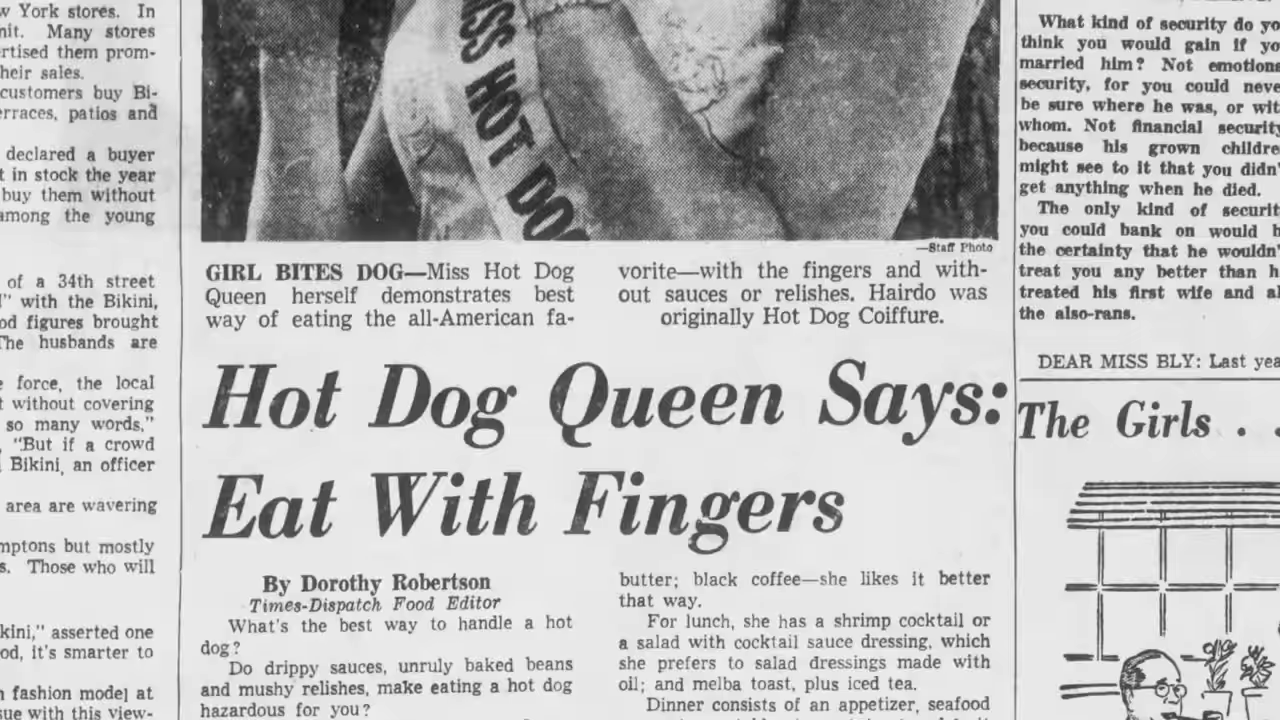 w York stores. In
nit. Many stores
rtised them prom-
heir sales.
customers buy Bi-
erraces, patios and
declared a buyer
t in stock the year
buy them without
among the young
of a 34th street
" with the Bikini,
od figures brought
The husbands are
e force, the local
t without covering
so many words,"
"But if a crowd
Bikini, an officer
area are wavering
mptons but mostly
s. Those who will
kini," asserted one
od, it's smarter to
n fashion model at
sue with this view-
MISS HOT DOG
—Staff Photo
GIRL BITES DOG—Miss Hot Dog
Queen herself demonstrates best
way of eating the all-American fa-
vorite—with the fingers and with-
out sauces or relishes. Hairdo was
originally Hot Dog Coiffure.
Hot Dog Queen Says:
Eat With Fingers
By Dorothy Robertson
Times-Dispatch Food Editor
What's the best way to handle a hot
dog?
Do drippy sauces, unruly baked beans
and mushy relishes, make eating a hot dog
hazardous for you?
butter; black coffee—she likes it better
that way.
For lunch, she has a shrimp cocktail or
a salad with cocktail sauce dressing, which
she prefers to salad dressings made with
oil; and melba toast, plus iced tea.
Dinner consists of an appetizer, seafood
What kind of security do yo
think you would gain if yo
married him? Not emotiona
security, for you could neve
be sure where he was, or wit
whom. Not financial security
because his grown childre
might see to it that you didn'
get anything when he died.
The only kind of securit
you could bank on would b
the certainty that he wouldn'
treat you any better than h
treated his first wife and al
the also-rans.
DEAR MISS BLY: Last yea
The Girls . .